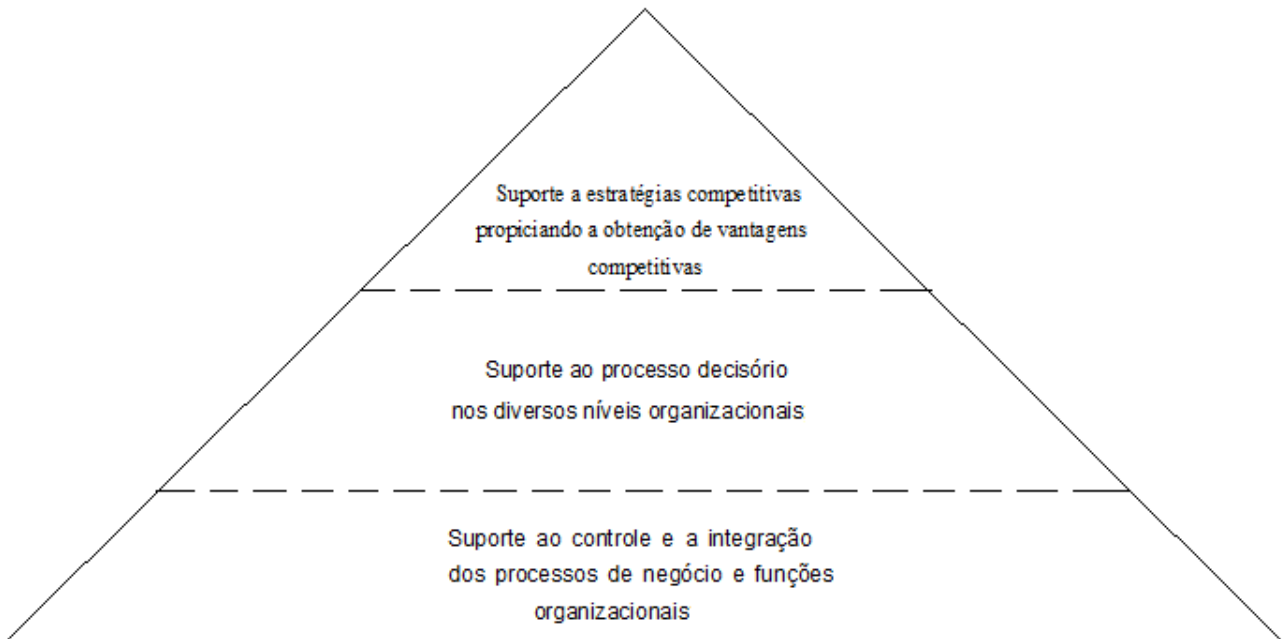 Suporte a estratégias competitivas
propiciando a obtenção de vantagens
competitivas
Suporte ao processo decisório
nos diversos níveis organizacionais
Suporte ao controle e a integração
dos processos de negócio e funções
organizacionais